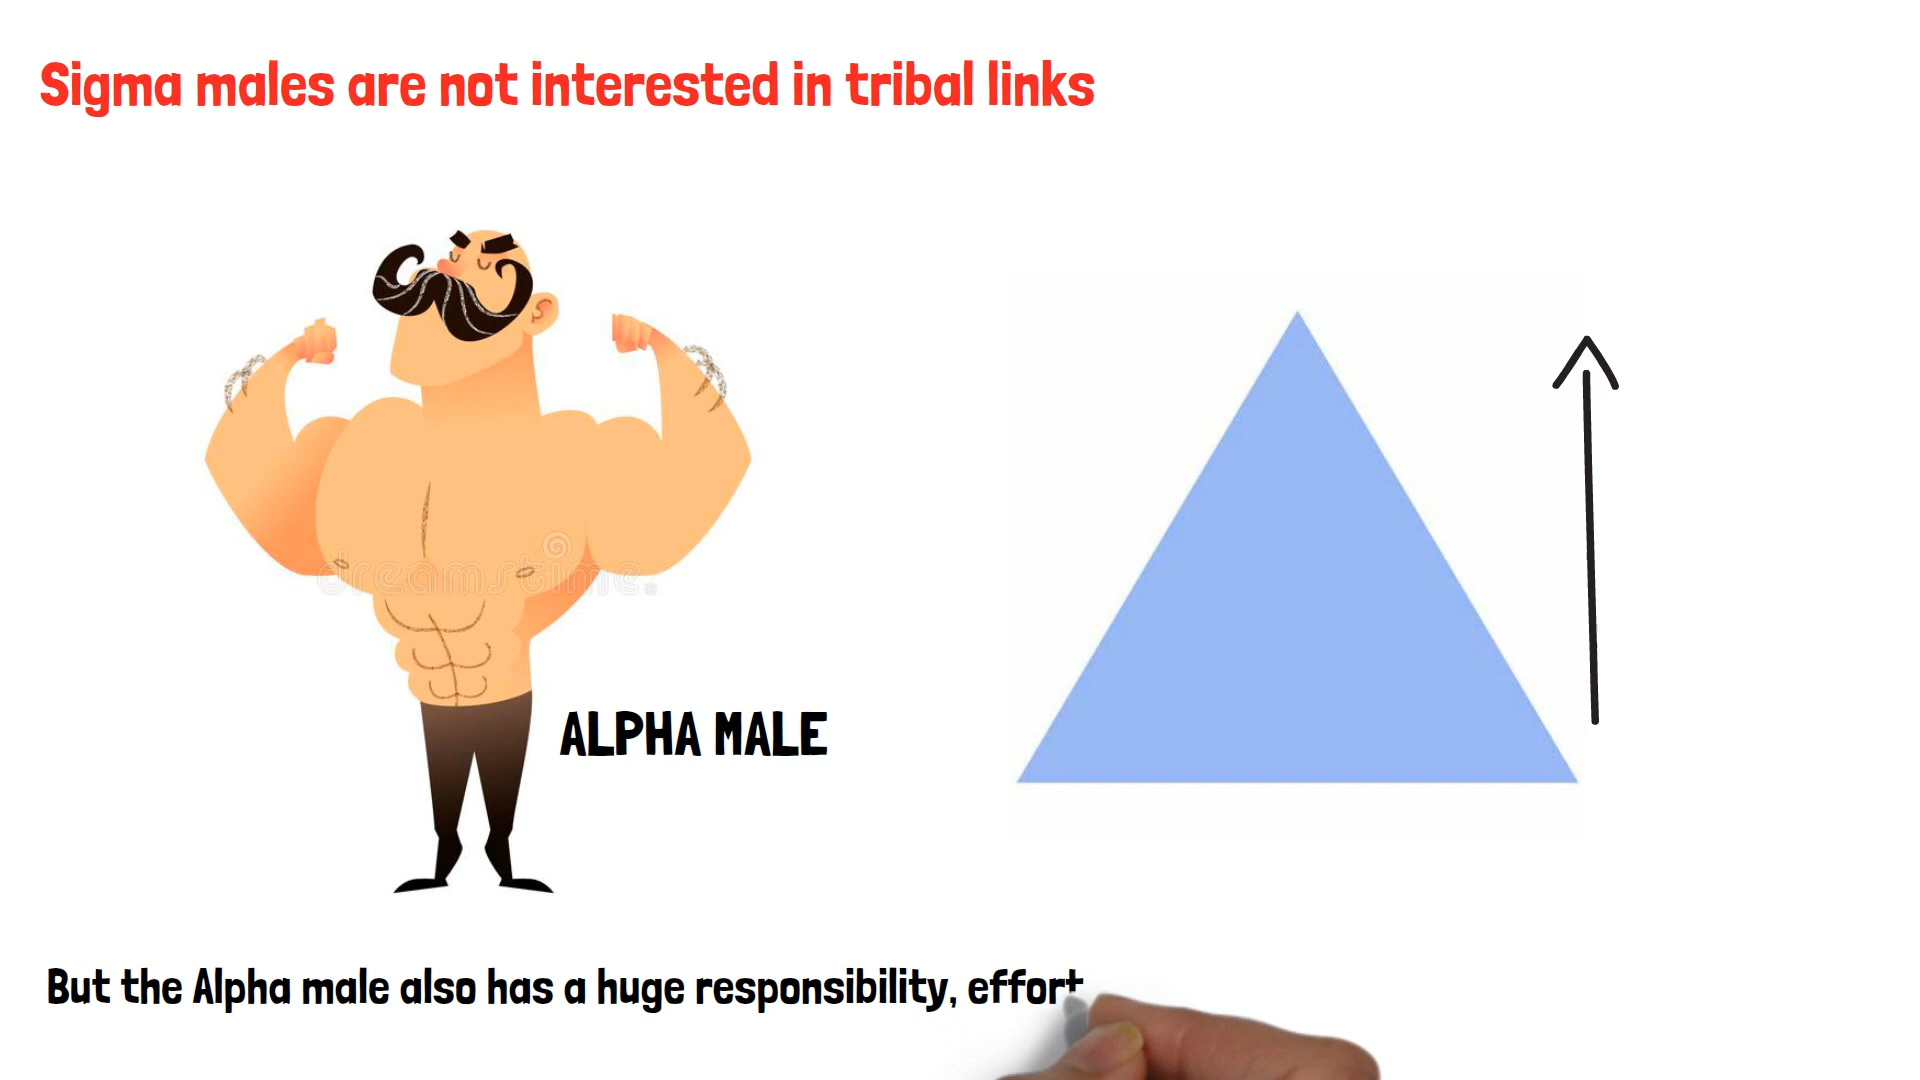 Sigma males are not interested in tribal links
dreamstime.
ALPHA MALE
But the Alpha male also has a huge responsibility, effort